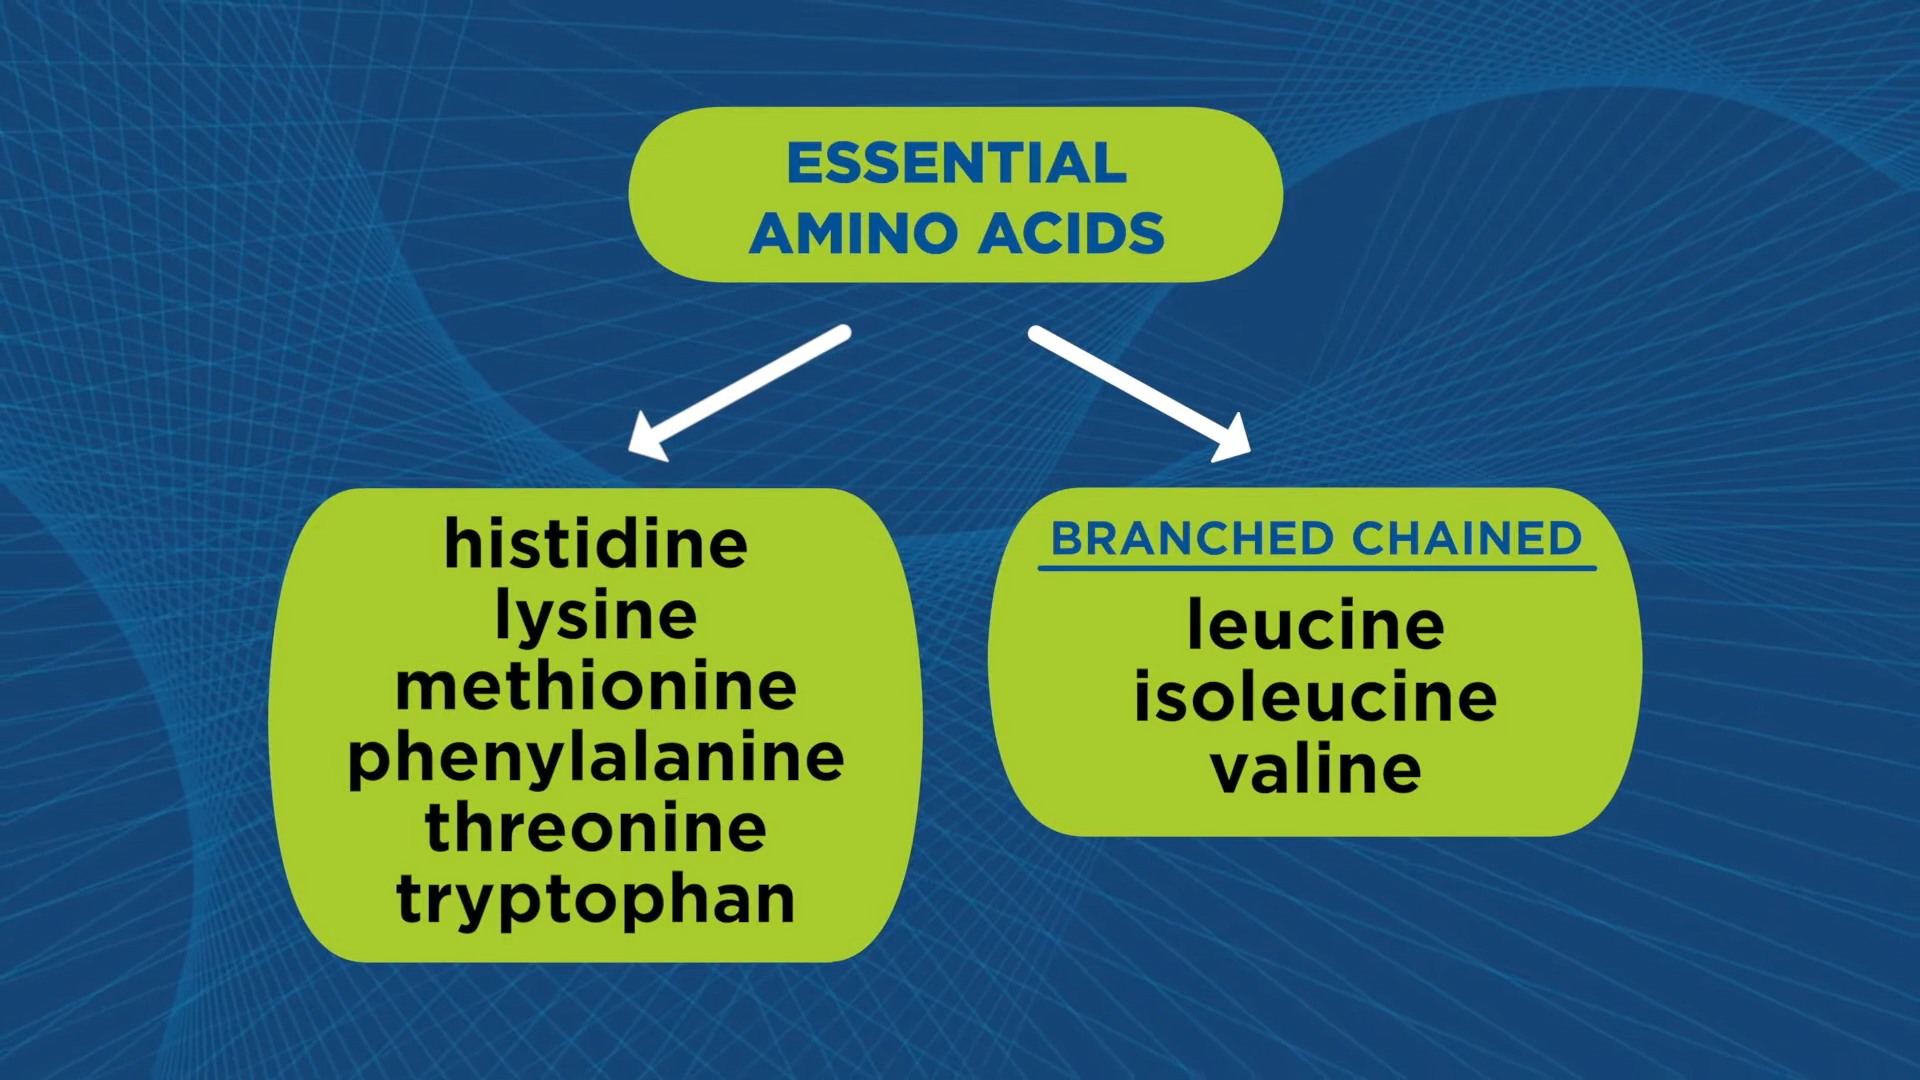 ESSENTIAL
AMINO ACIDS
histidine
lysine
methionine
phenylalanine
threonine
tryptophan
BRANCHED CHAINED
leucine
isoleucine
valine